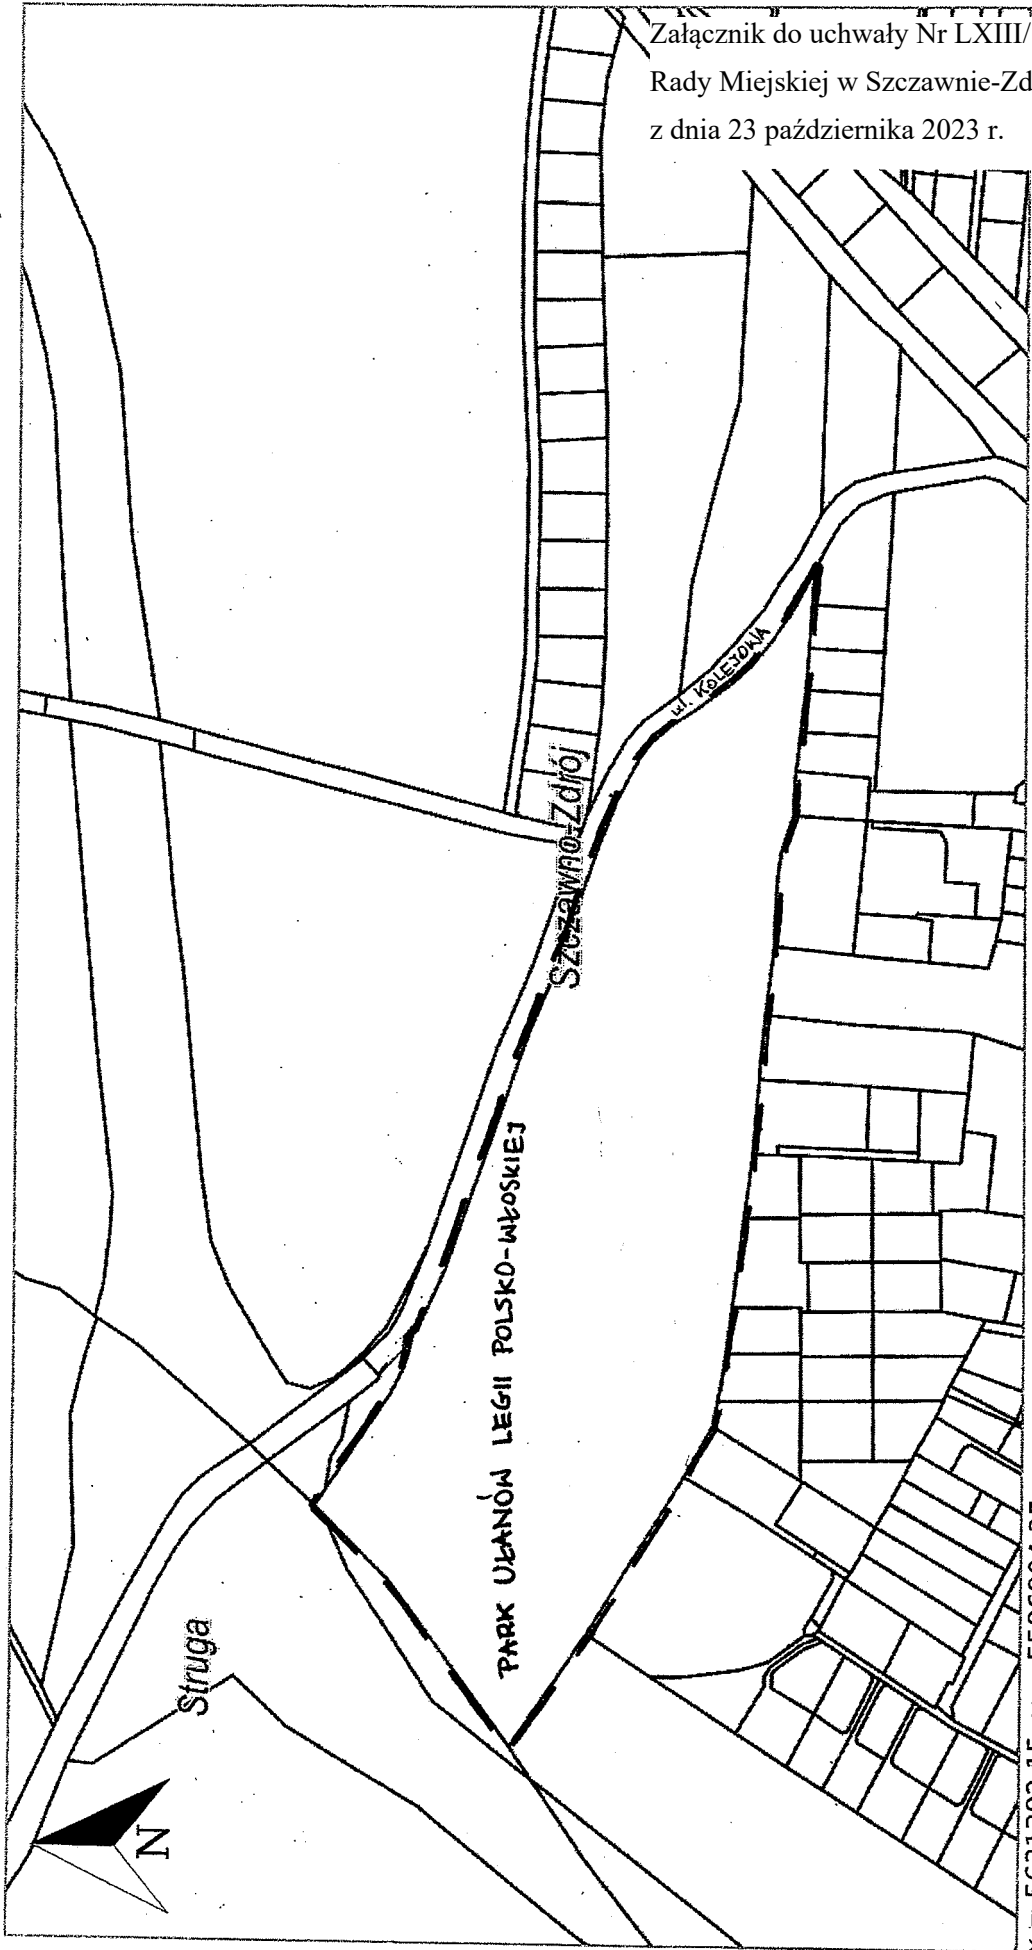 Załącznik do uchwały Nr LXIII/
Rady Miejskiej w Szczawnie-Zd
z dnia 23 października 2023 r.
ul. KOLEJOWA
Szczawno-Zdrój
PARK UŁANÓW LEGII POLSKO-WŁOSKIEJ
Struga
N